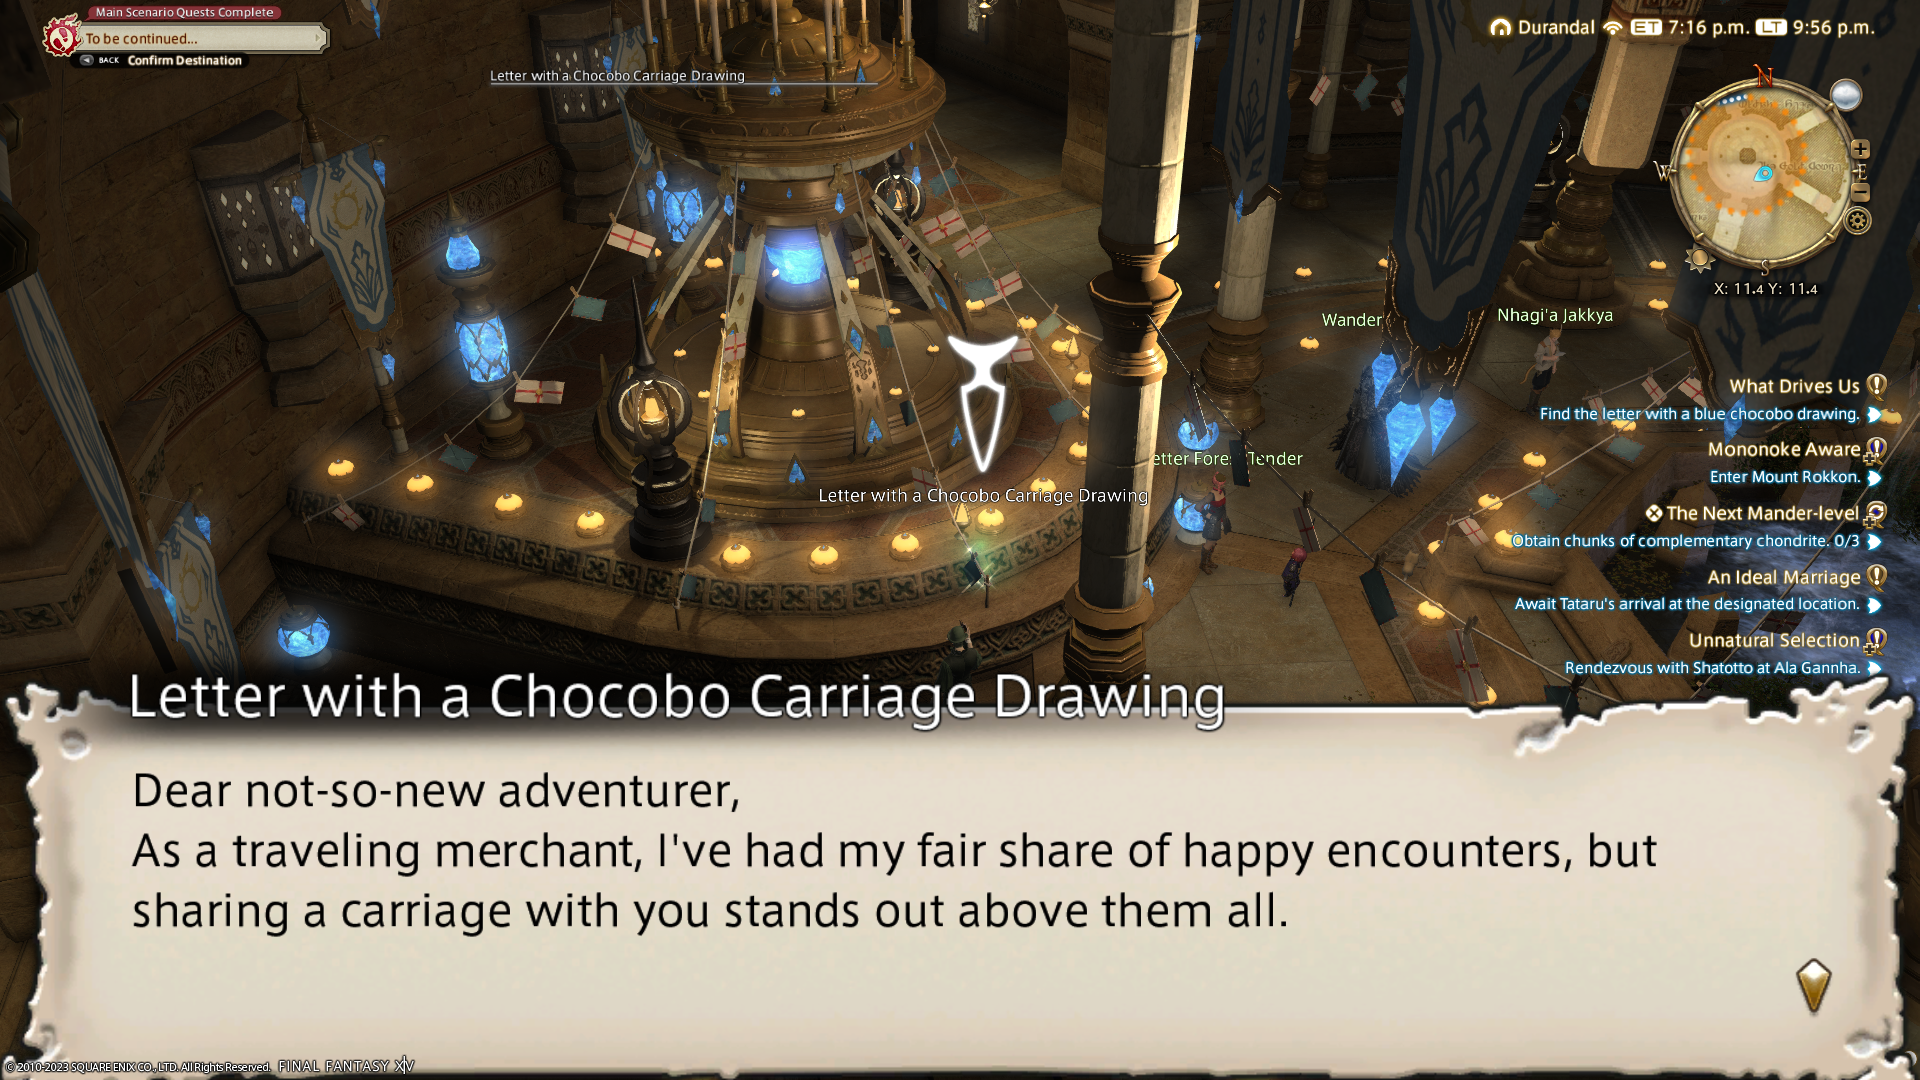 Main Scenario Quests Complete
To be continued...
BACK Confirm Destination
Letter with a Chocobo Carriage Drawing
Durandal ET 7:16 p.m. LT 9:56 p.m.
N
W
E
S
X: 11.4 Y: 11.4
Wander
Nhagi'a Jakkya
What Drives Us
Find the letter with a blue chocobo drawing.
Mononoke Aware
Enter Mount Rokkon.
The Next Mander-level
Obtain chunks of complementary chondrite. 0/3
An Ideal Marriage
Await Tataru's arrival at the designated location.
Unnatural Selection
Rendezvous with Shatotto at Ala Gannha.
etter Fores Tender
Letter with a Chocobo Carriage Drawing
Letter with a Chocobo Carriage Drawing
Dear not-so-new adventurer,
As a traveling merchant, I've had my fair share of happy encounters, but
sharing a carriage with you stands out above them all.
© 2010-2023 SQUARE ENIX CO., LTD. All Rights Reserved. FINAL FANTASY XIV